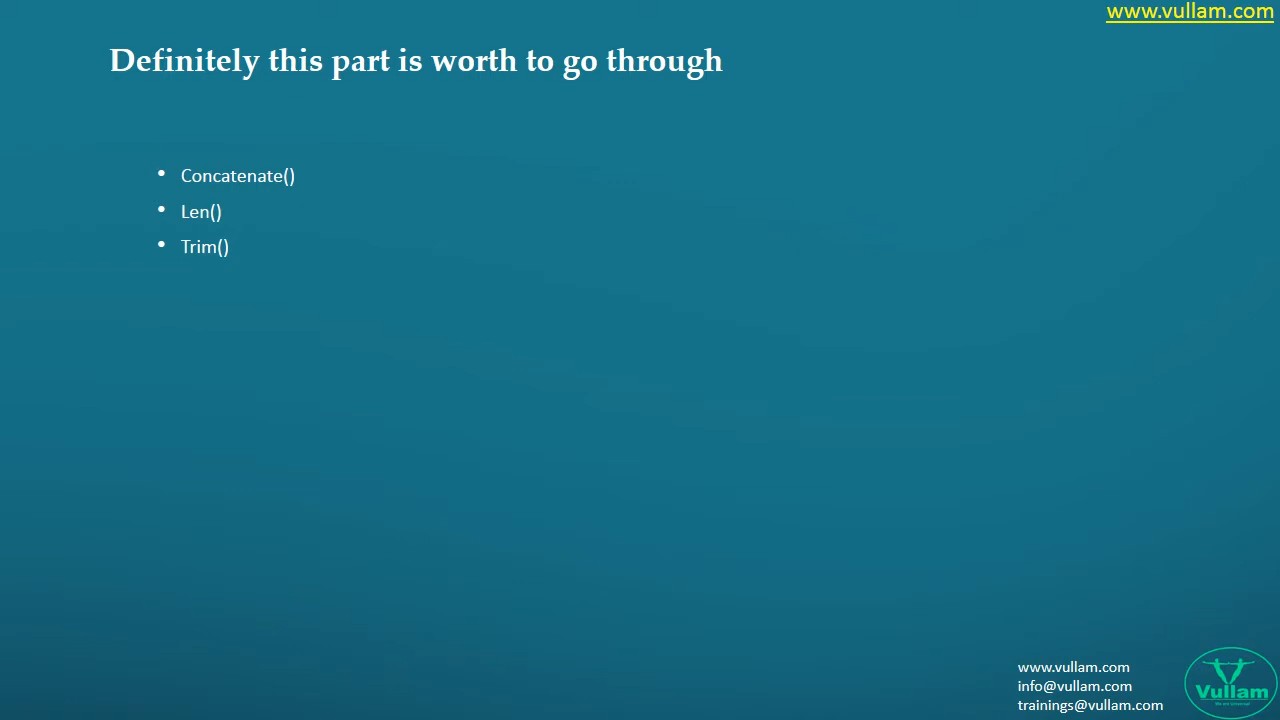 www.vullam.com
Definitely this part is worth to go through
• Concatenate()
• Len()
• Trim()
www.vullam.com
info@vullam.com
trainings@vullam.com
Vullam